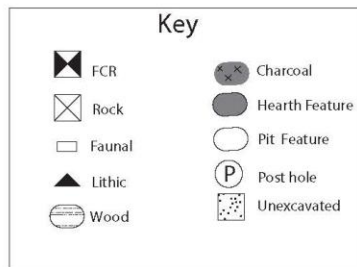 Key
FCR
Rock
Faunal
Lithic
Wood
Charcoal
Hearth Feature
Pit Feature
P
Post hole
Unexcavated